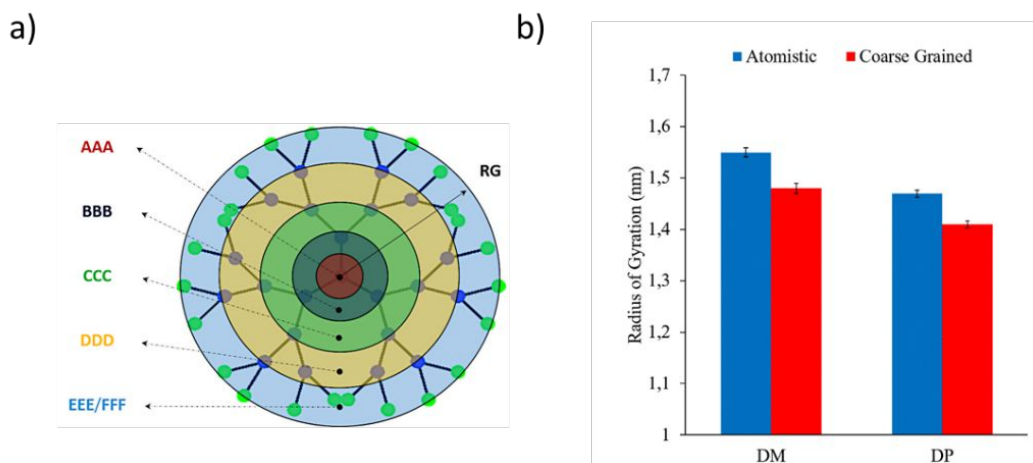 a)
AAA
BBB
CCC
DDD
EEE/FFF
RG
b)
Atomistic
Coarse Grained
Radius of Gyration (nm)
1,7
1,6
1,5
1,4
1,3
1,2
1,1
1
DM
DP